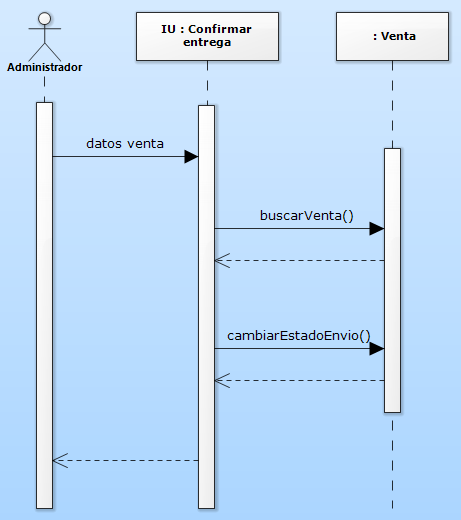 IU : Confirmar
entrega
: Venta
Administrador
datos venta
buscarVenta()
cambiarEstadoEnvio()